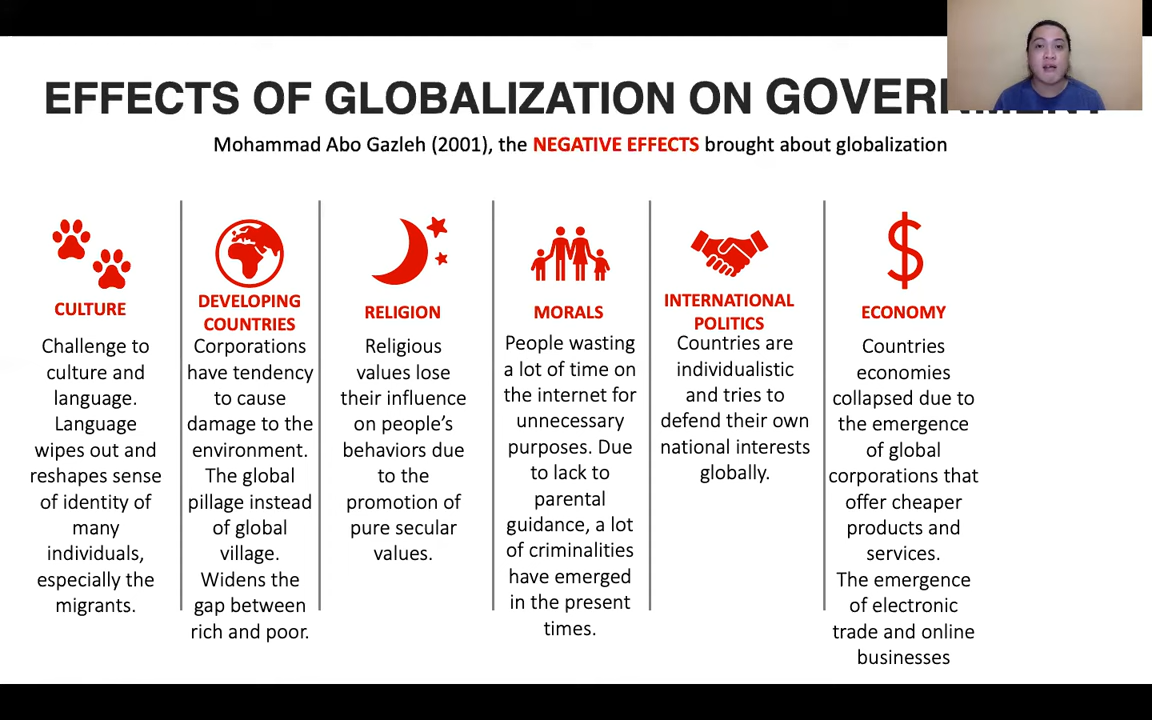 EFFECTS OF GLOBALIZATION ON GOVERNMENT
Mohammad Abo Gazleh (2001), the NEGATIVE EFFECTS brought about globalization
CULTURE
Challenge to
culture and
language.
Language
wipes out and
reshapes sense
of identity of
many
individuals,
especially the
migrants.
DEVELOPING
COUNTRIES
Corporations
have tendency
to cause
damage to the
environment.
The global
pillage instead
of global
village.
Widens the
gap between
rich and poor.
RELIGION
Religious
values lose
their influence
on people's
behaviors due
to the
promotion of
pure secular
values.
MORALS
People wasting
a lot of time on
the internet for
unnecessary
purposes. Due
to lack to
parental
guidance, a lot
of criminalities
have emerged
in the present
times.
INTERNATIONAL
POLITICS
Countries are
individualistic
and tries to
defend their own
national interests
globally.
ECONOMY
Countries
economies
collapsed due to
the emergence
of global
corporations that
offer cheaper
products and
services.
The emergence
of electronic
trade and online
businesses